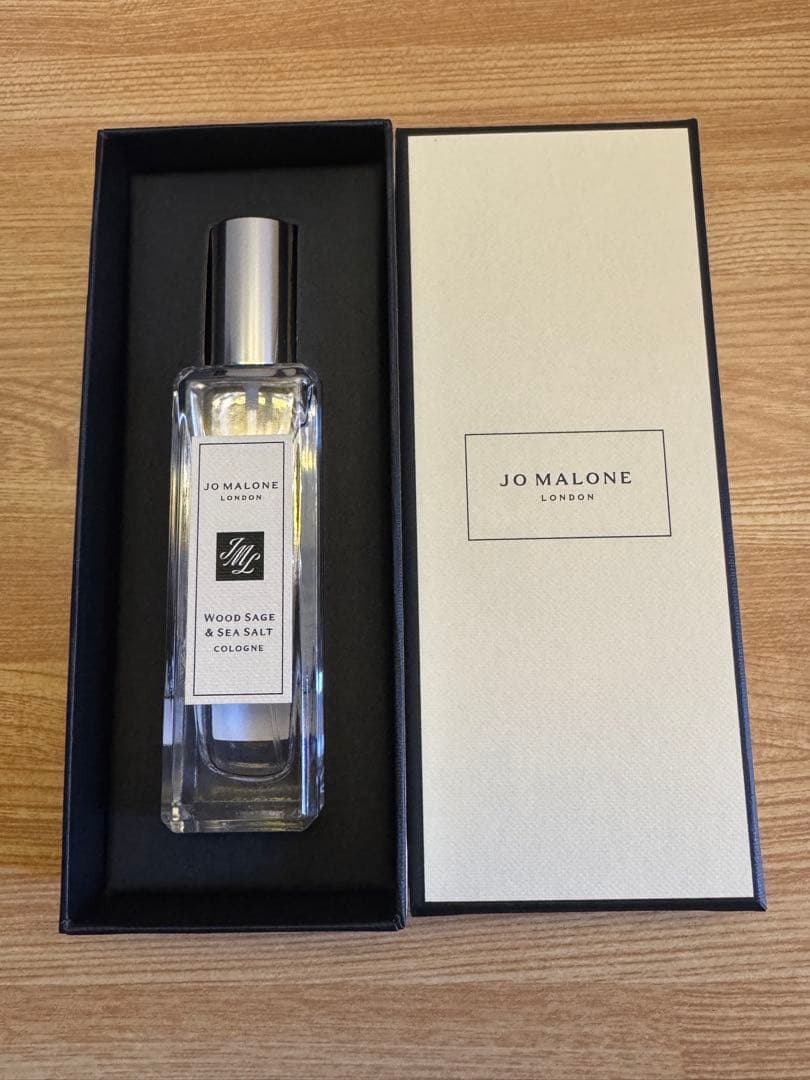 JO MALONE
LONDON
JML
WOOD SAGE
& SEA SALT
COLOGNE
JO MALONE
LONDON